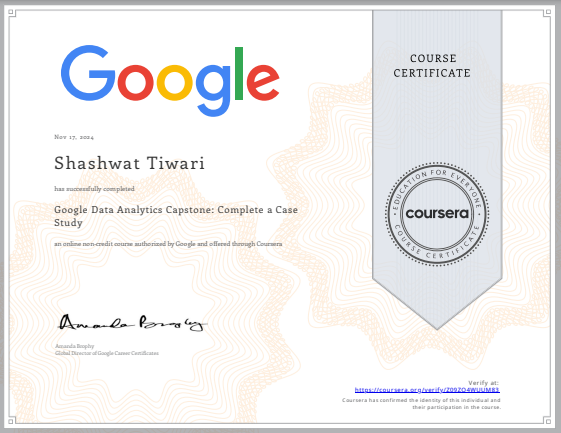 Google
COURSE
CERTIFICATE
Nov 17, 2024
Shashwat Tiwari
has successfully completed
Google Data Analytics Capstone: Complete a Case
Study
an online non-credit course authorized by Google and offered through Coursera
EDUCATION FOR EVERYONE
coursera
COURSE CERTIFICATE
Amanda Brophy
Amanda Brophy
Global Director of Google Career Certificates
Verify at:
https://coursera.org/verify/Z09ZO4WUUM83
Coursera has confirmed the identity of this individual and
their participation in the course.